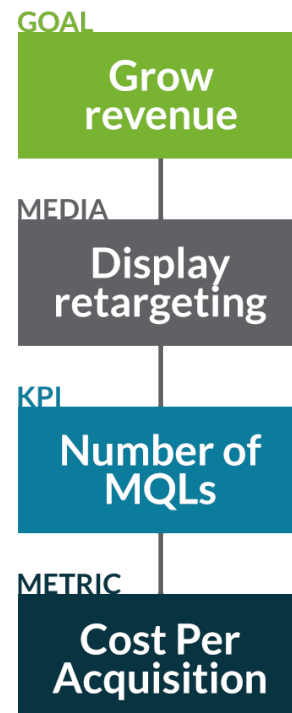 GOAL
Grow
revenue
MEDIA
Display
retargeting
KPI
Number of
MQLs
METRIC
Cost Per
Acquisition